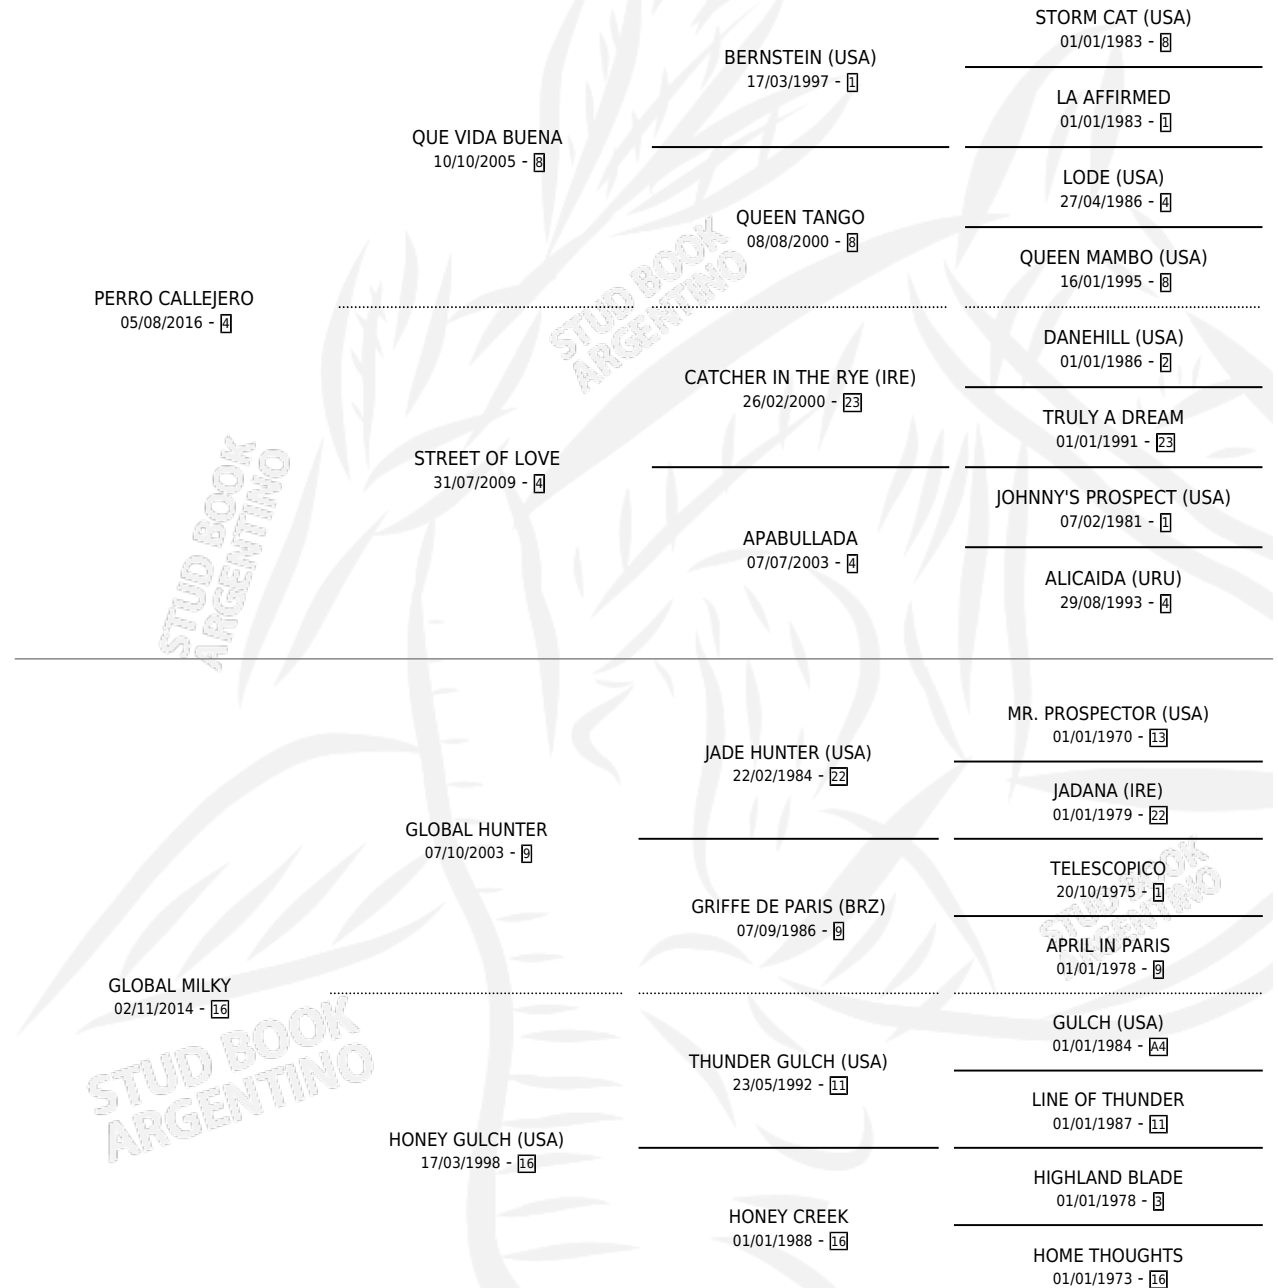 STORM CAT (USA)
01/01/1983 - 8
BERNSTEIN (USA)
17/03/1997 - 1
LA AFFIRMED
01/01/1983 - 1
QUE VIDA BUENA
10/10/2005 - 8
LODE (USA)
27/04/1986 - 4
QUEEN TANGO
08/08/2000 - 8
QUEEN MAMBO (USA)
16/01/1995 - 8
PERRO CALLEJERO
05/08/2016 - 4
STUD BOOK
ARGENTINO
DANEHILL (USA)
01/01/1986 - 2
CATCHER IN THE RYE (IRE)
26/02/2000 - 23
TRULY A DREAM
01/01/1991 - 23
STREET OF LOVE
31/07/2009 - 4
JOHNNY'S PROSPECT (USA)
07/02/1981 - 1
APABULLADA
07/07/2003 - 4
ALICAIDA (URU)
29/08/1993 - 4
STUD BOOK
ARGENTINO
MR. PROSPECTOR (USA)
01/01/1970 - 13
JADE HUNTER (USA)
22/02/1984 - 22
JADANA (IRE)
01/01/1979 - 22
GLOBAL HUNTER
07/10/2003 - 9
TELESCOPICO
20/10/1975 - 1
GRIFFE DE PARIS (BRZ)
07/09/1986 - 9
STUD BOOK
ARGENTINO
APRIL IN PARIS
01/01/1978 - 9
GLOBAL MILKY
02/11/2014 - 16
GULCH (USA)
01/01/1984 - A4
THUNDER GULCH (USA)
23/05/1992 - 11
LINE OF THUNDER
01/01/1987 - 11
STUD BOOK
ARGENTINO
HONEY GULCH (USA)
17/03/1998 - 16
HIGHLAND BLADE
01/01/1978 - 3
HONEY CREEK
01/01/1988 - 16
HOME THOUGHTS
01/01/1973 - 16